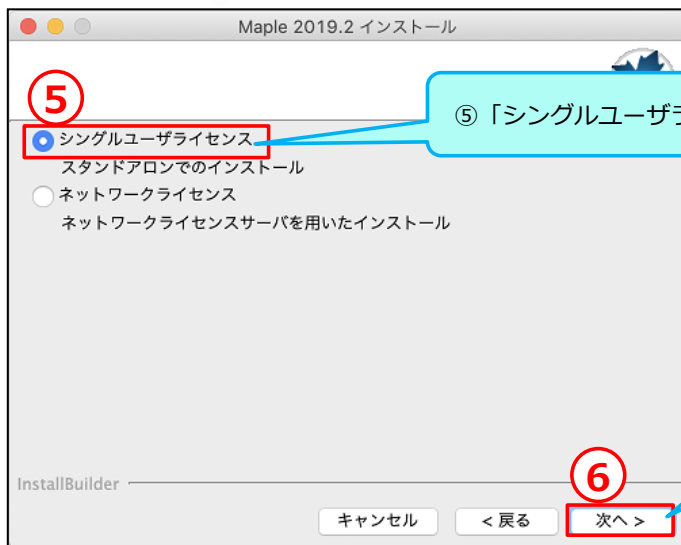 Maple 2019.2 インストール
⑤
⑤「シングルユーザ
シングルユーザライセンス
スタンドアロンでのインストール
ネットワークライセンス
ネットワークライセンスサーバを用いたインストール
⑥
InstallBuilder
キャンセル
< 戻る
次へ >